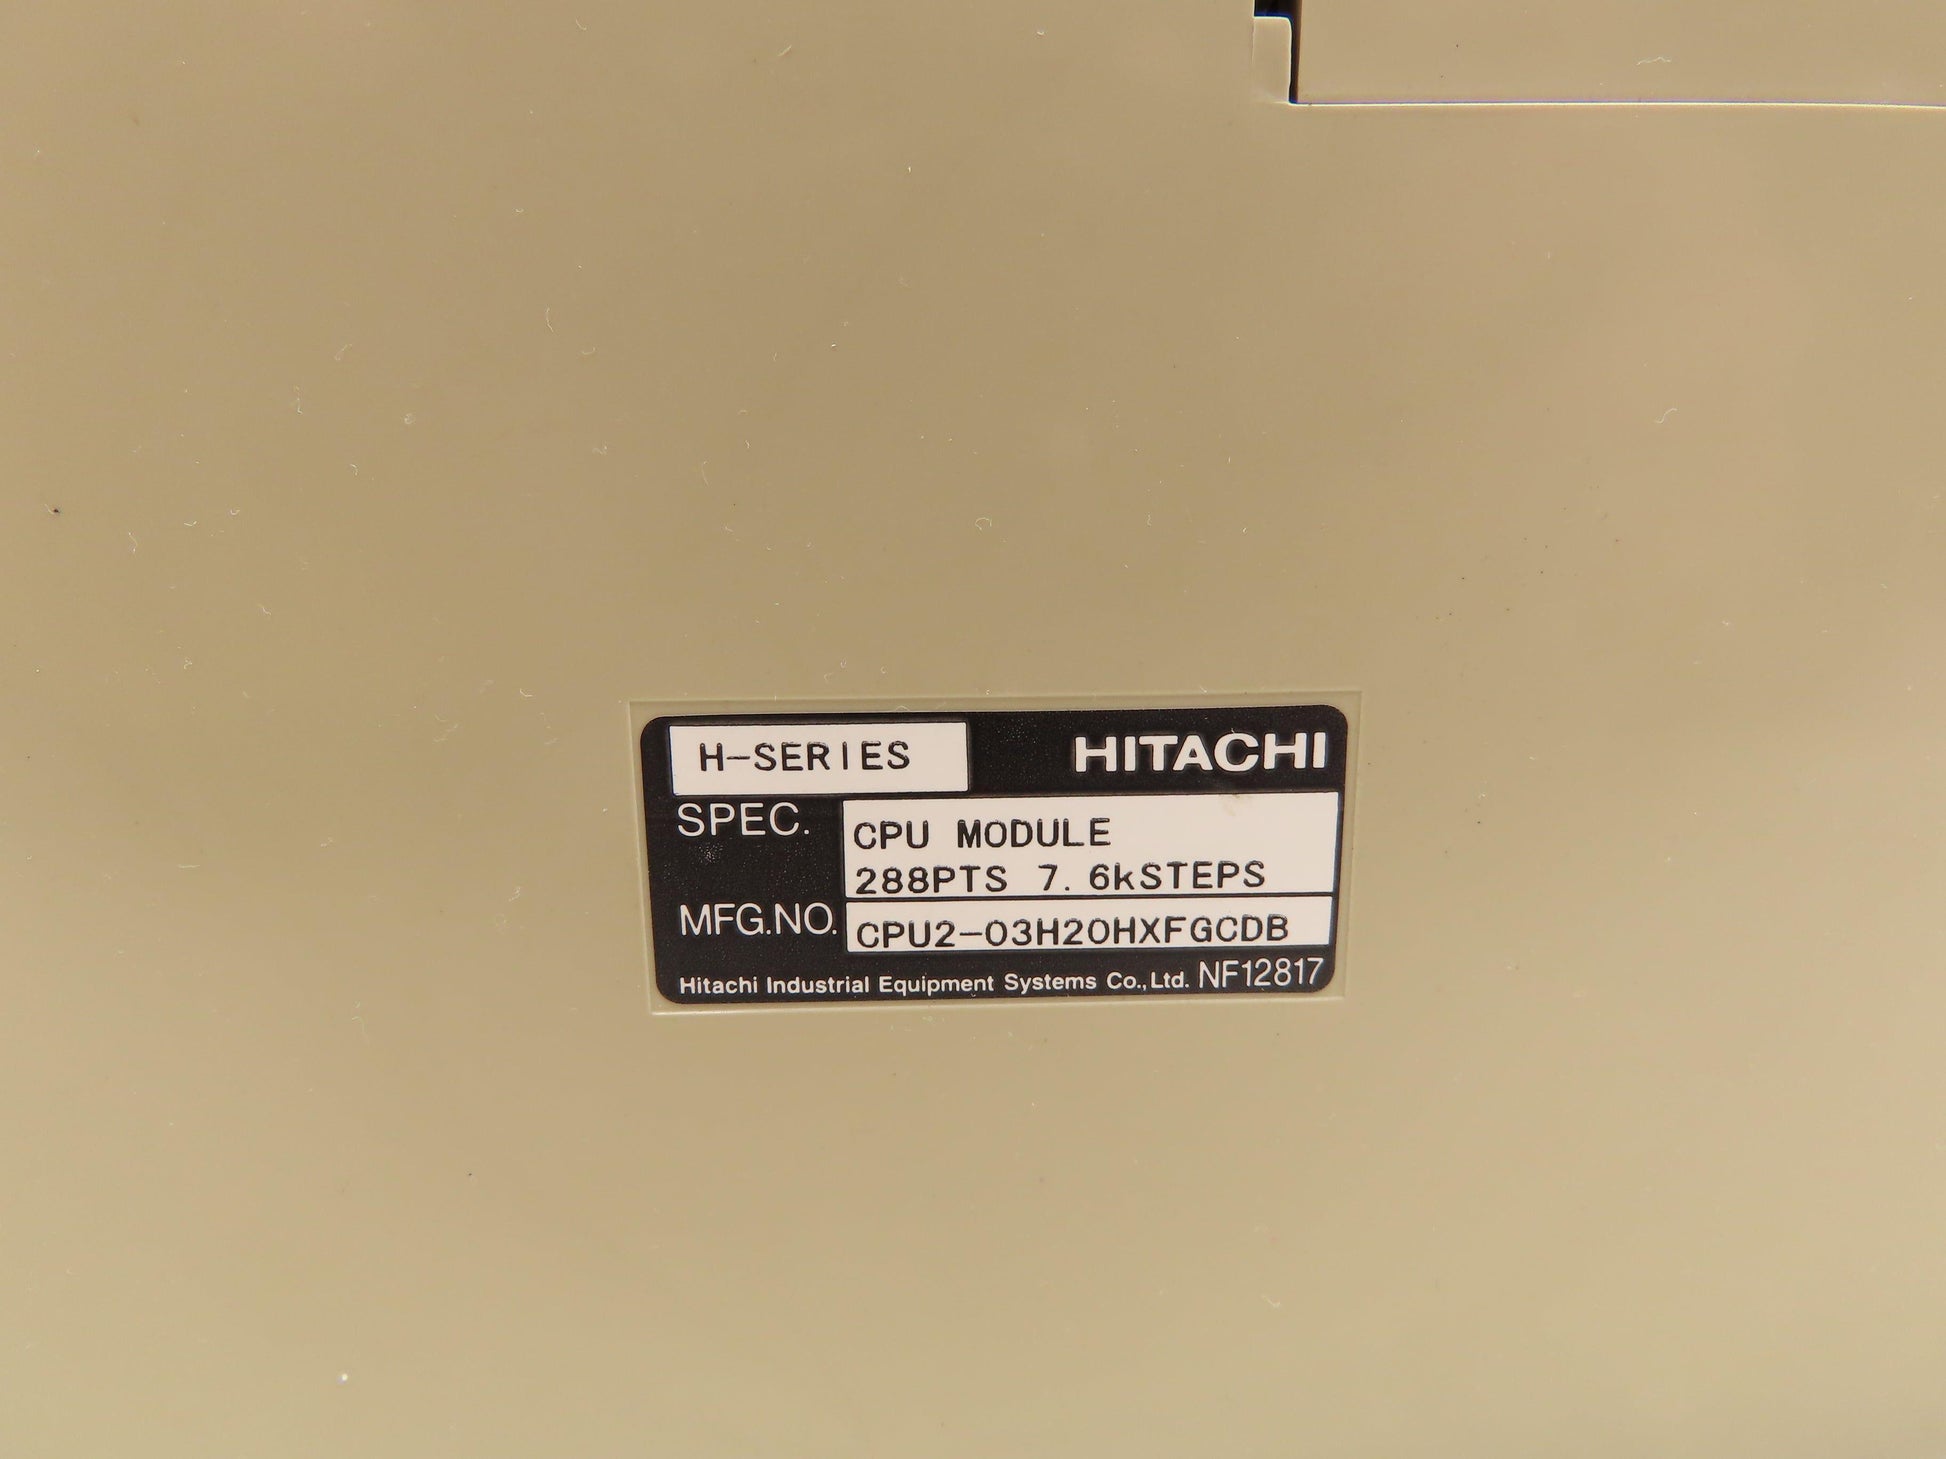 H-SERIES HITACHI
SPEC. CPU MODULE
288PTS 7.6kSTEPS
MFG.NO. CPU2-03H20HXFGCDB
Hitachi Industrial Equipment Systems Co.,Ltd. NF12817